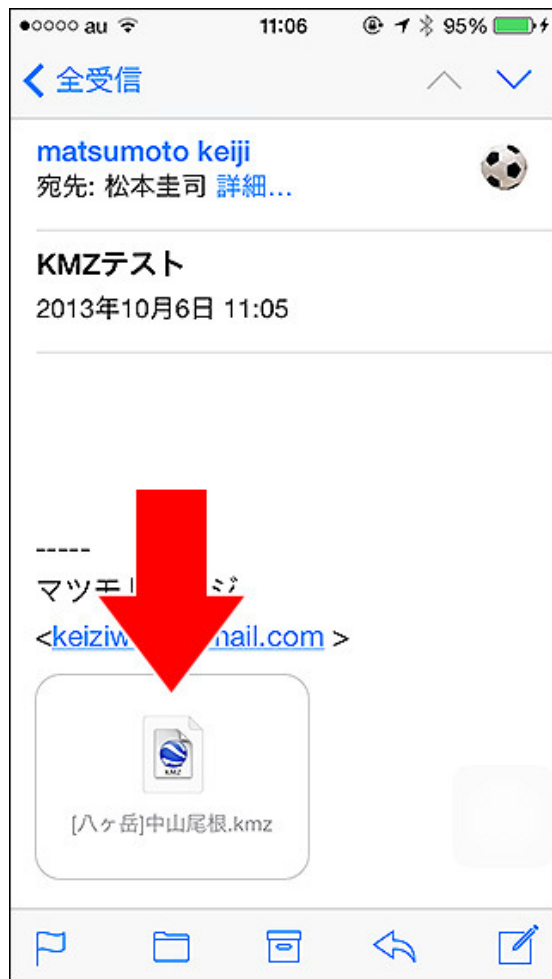 au 11:06 95%
全受信
matsumoto keiji
宛先: 松本圭司 詳細...
KMZテスト
2013年10月6日 11:05
-----
マツモ
<keiziw ail.com >
KMZ
[八ヶ岳]中山尾根.kmz